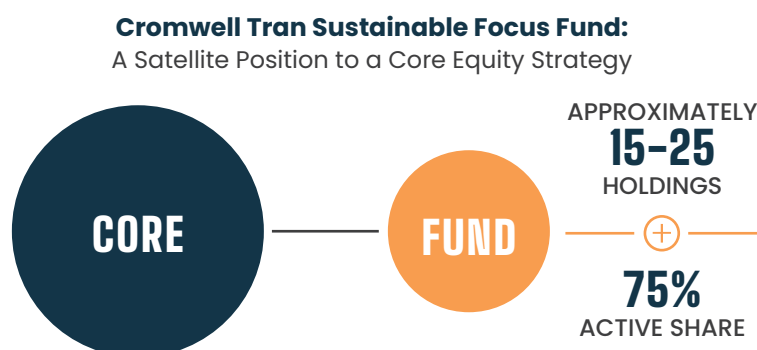 Cromwell Tran Sustainable Focus Fund:
A Satellite Position to a Core Equity Strategy
CORE
FUND
APPROXIMATELY
15-25
HOLDINGS
75%
ACTIVE SHARE